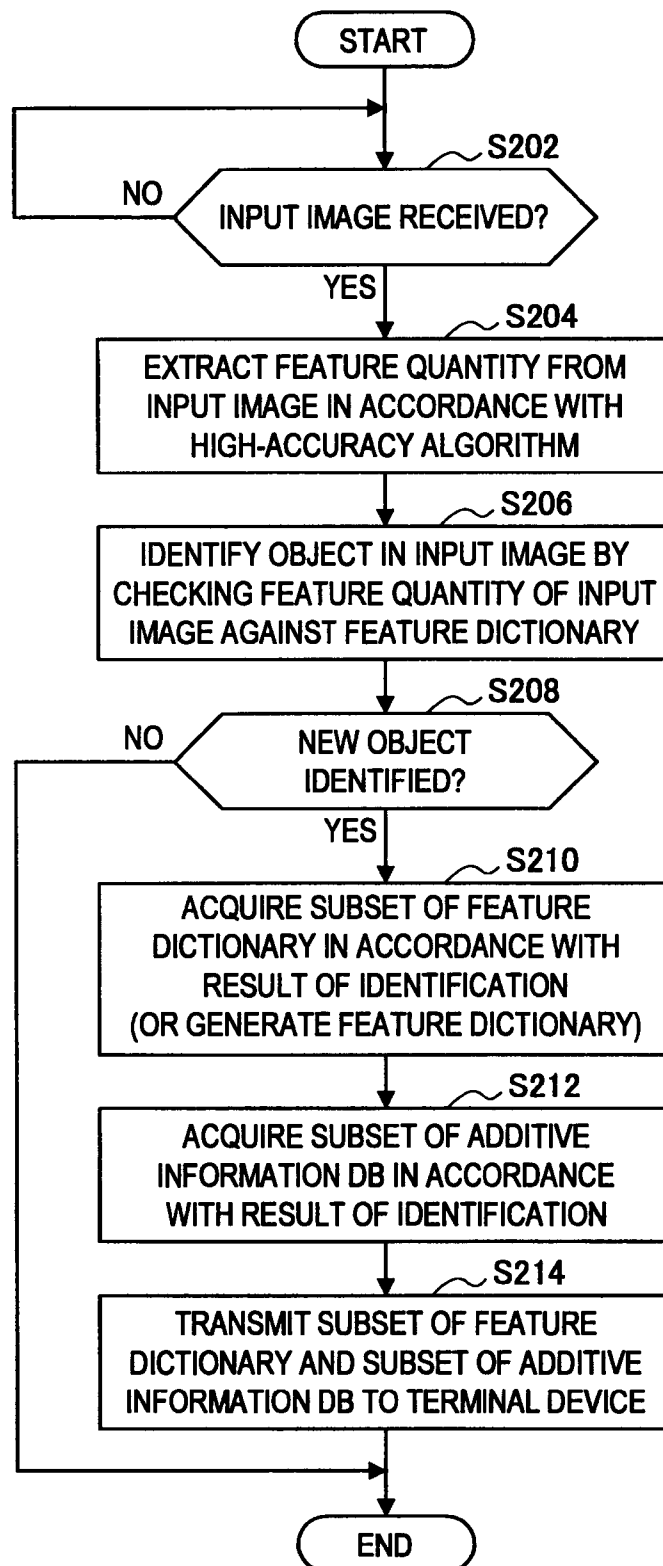 START
S202
NO
INPUT IMAGE RECEIVED?
YES
S204
EXTRACT FEATURE QUANTITY FROM
INPUT IMAGE IN ACCORDANCE WITH
HIGH-ACCURACY ALGORITHM
S206
IDENTIFY OBJECT IN INPUT IMAGE BY
CHECKING FEATURE QUANTITY OF INPUT
IMAGE AGAINST FEATURE DICTIONARY
S208
NO
NEW OBJECT
IDENTIFIED?
YES
S210
ACQUIRE SUBSET OF FEATURE
DICTIONARY IN ACCORDANCE WITH
RESULT OF IDENTIFICATION
(OR GENERATE FEATURE DICTIONARY)
S212
ACQUIRE SUBSET OF ADDITIVE
INFORMATION DB IN ACCORDANCE
WITH RESULT OF IDENTIFICATION
S214
TRANSMIT SUBSET OF FEATURE
DICTIONARY AND SUBSET OF ADDITIVE
INFORMATION DB TO TERMINAL DEVICE
END